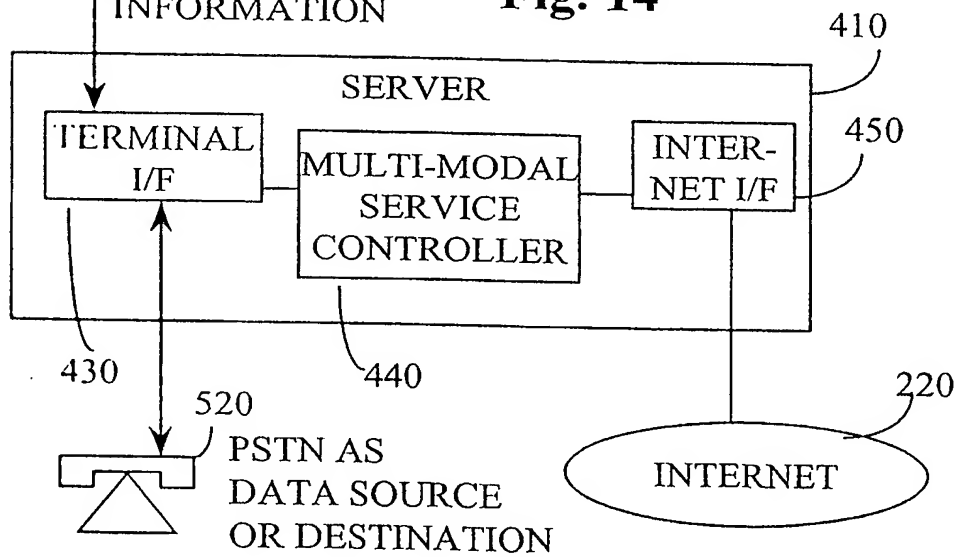 INFORMATION
Fig. 14
410
SERVER
TERMINAL
I/F
MULTI-MODAL
SERVICE
CONTROLLER
INTER-
NET I/F
450
430
440
520
220
PSTN AS
DATA SOURCE
OR DESTINATION
INTERNET